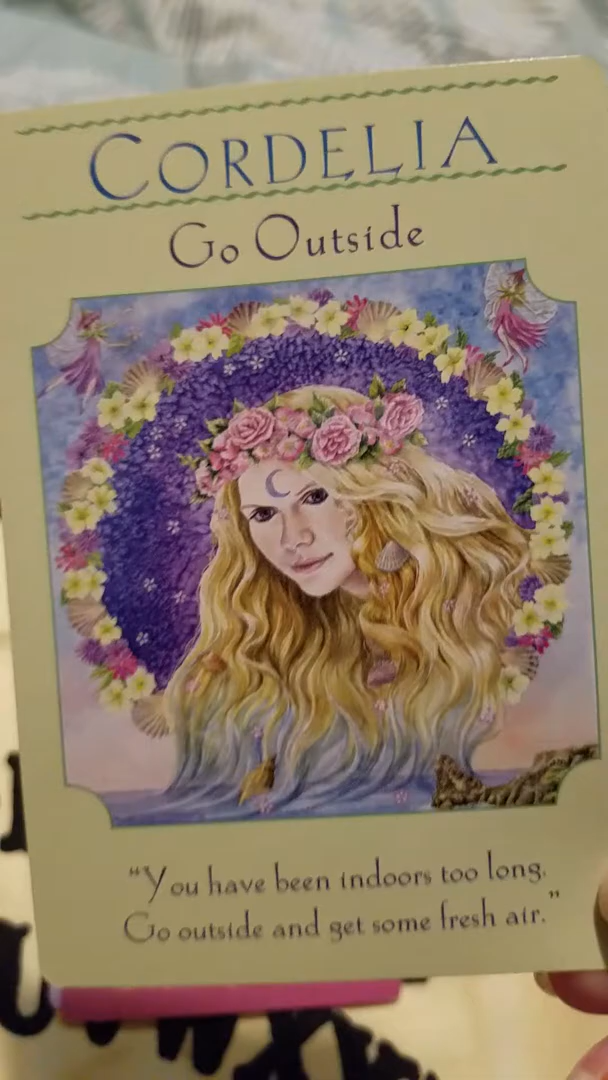 CORDELIA
Go Outside
"You have been indoors too long.
Go outside and get some fresh air."